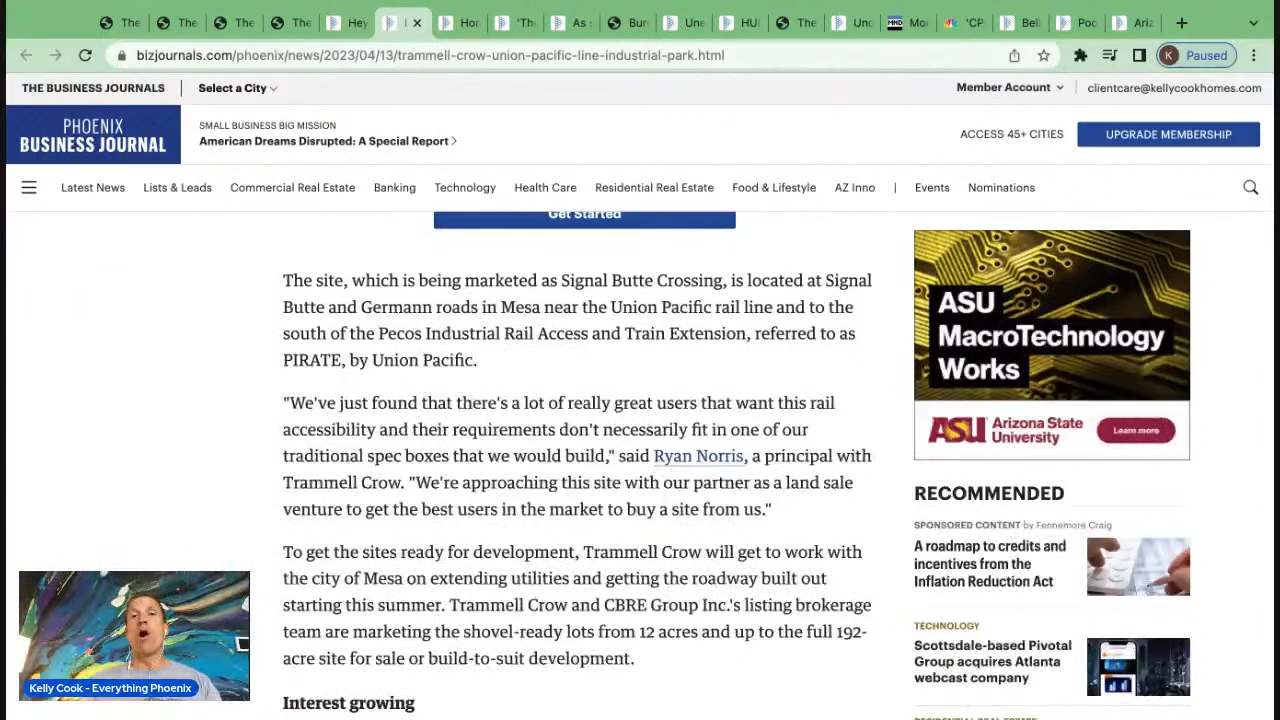 The
The
The
The
Hey
Hor
'The
As
Bur
Une
HUI
The
Unc
MND
Mo
'CP
Bell
Poc
Ariz
bizjournals.com/phoenix/news/2023/04/13/trammell-crow-union-pacific-line-industrial-park.html
K Paused
THE BUSINESS JOURNALS
Select a City
Member Account
clientcare@kellycookhomes.com
PHOENIX
BUSINESS JOURNAL
SMALL BUSINESS BIG MISSION
American Dreams Disrupted: A Special Report
ACCESS 45+ CITIES
UPGRADE MEMBERSHIP
Latest News Lists & Leads Commercial Real Estate Banking Technology Health Care Residential Real Estate Food & Lifestyle AZ Inno | Events Nominations
Get Started
The site, which is being marketed as Signal Butte Crossing, is located at Signal
Butte and Germann roads in Mesa near the Union Pacific rail line and to the
south of the Pecos Industrial Rail Access and Train Extension, referred to as
PIRATE, by Union Pacific.
"We've just found that there's a lot of really great users that want this rail
accessibility and their requirements don't necessarily fit in one of our
traditional spec boxes that we would build," said Ryan Norris, a principal with
Trammell Crow. "We're approaching this site with our partner as a land sale
venture to get the best users in the market to buy a site from us."
To get the sites ready for development, Trammell Crow will get to work with
the city of Mesa on extending utilities and getting the roadway built out
starting this summer. Trammell Crow and CBRE Group Inc.'s listing brokerage
team are marketing the shovel-ready lots from 12 acres and up to the full 192-
acre site for sale or build-to-suit development.
Interest growing
ASU
MacroTechnology
Works
ASU Arizona State
University
Learn more
RECOMMENDED
SPONSORED CONTENT by Fennemore Craig
A roadmap to credits and
incentives from the
Inflation Reduction Act
TECHNOLOGY
Scottsdale-based Pivotal
Group acquires Atlanta
webcast company
Kelly Cook - Everything Phoenix